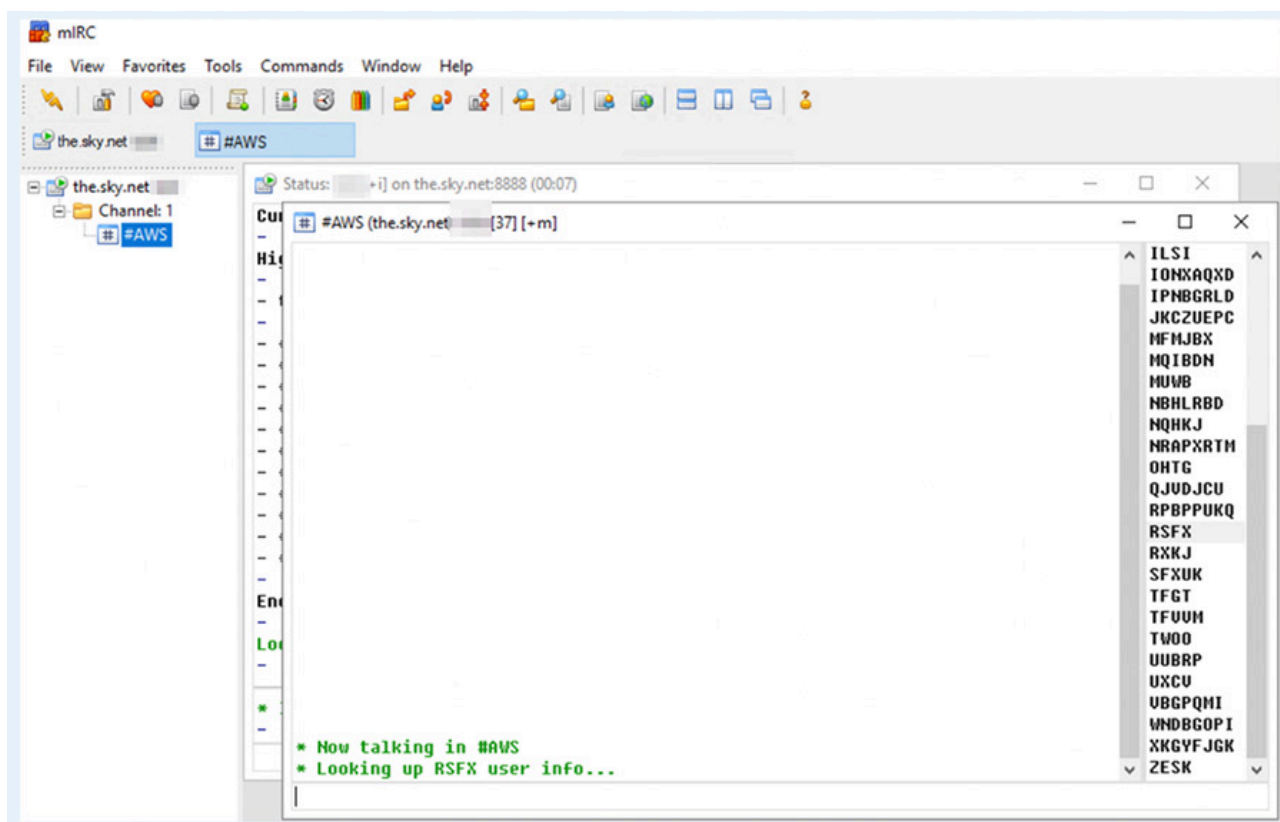 mIRC
File View Favorites Tools Commands Window Help
the.sky.net
#AWS
the.sky.net
Channel: 1
#AWS
Status: +i] on the.sky.net:8888 (00:07)
#AWS (the.sky.net [37] [+m]
* Now talking in #AWS
* Looking up RSFX user info...
ILSI
IONXAQXD
IPNBGRLD
JKCZUEPC
MFMJBX
MQIBDN
MUWB
NBHLRBD
NQHKJ
NRAPXRTM
OHTG
QJVDJCU
RPBPPUKQ
RSFX
RXKJ
SFXUK
TFGT
TFVVM
TWOO
UUBRP
UXCV
VBGPQMI
WNDBGOPI
XKGYFJGK
ZESK